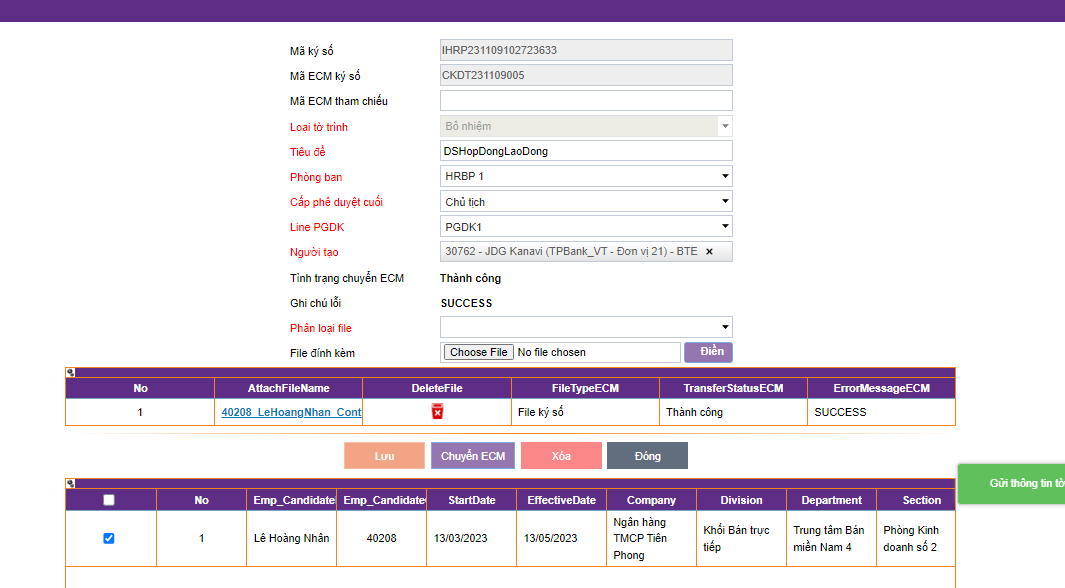 Mã ký số IHRP231109102723633
Mã ECM ký số CKDT231109005
Mã ECM tham chiếu
Loại tờ trình Bổ nhiệm
Tiêu đề DSHopDongLaoDong
Phòng ban HRBP 1
Cấp phê duyệt cuối Chủ tịch
Line PGDK PGDK1
Người tạo 30762 - JDG Kanavi (TPBank_VT - Đơn vị 21) - BTE ×
Tình trạng chuyển ECM Thành công
Ghi chú lỗi SUCCESS
Phân loại file
File đính kèm Choose File No file chosen Điền
No AttachFileName DeleteFile FileTypeECM TransferStatusECM ErrorMessageECM
1 40208_LeHoangNhan_Cont File ký số Thành công SUCCESS
Lưu Chuyển ECM Xóa Đóng
Gửi thông tin tờ
No Emp_Candidate Emp_Candidate StartDate EffectiveDate Company Division Department Section
1 Lê Hoàng Nhân 40208 13/03/2023 13/05/2023
Ngân hàng
TMCP Tiên
Phong
Khối Bán trực
tiếp
Trung tâm Bán
miền Nam 4
Phòng Kinh
doanh số 2